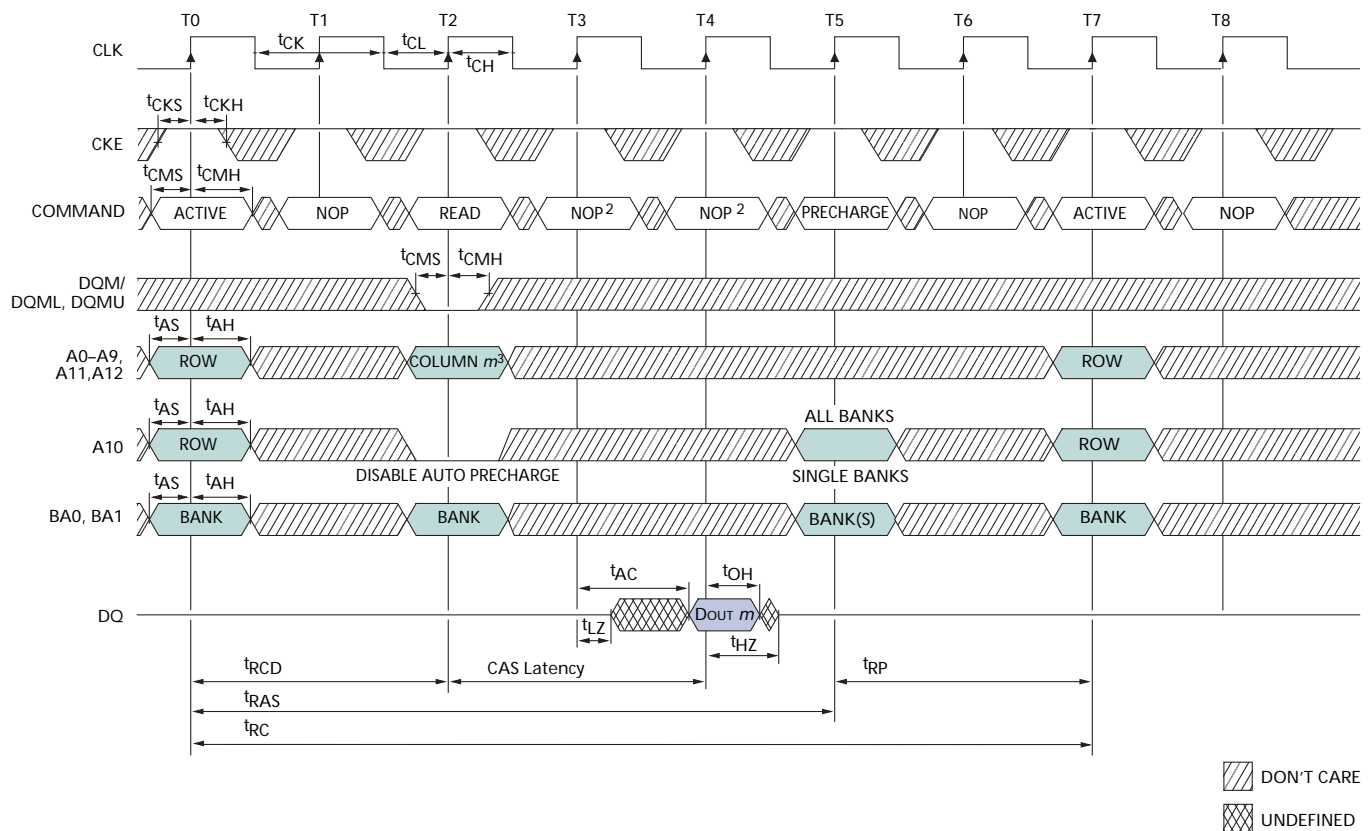 T0 T1 T2 T3 T4 T5 T6 T7 T8
CLK tCK tCL tCH
tCKS tCKH
CKE
tCMS tCMH
COMMAND ACTIVE NOP READ NOP2 NOP2 PRECHARGE NOP ACTIVE NOP
tCMS tCMH
DQM/
DQML, DQMU
tAS tAH
A0–A9,
A11,A12 ROW COLUMN m3 ROW
tAS tAH ALL BANKS
A10 ROW ROW
DISABLE AUTO PRECHARGE SINGLE BANKS
tAS tAH
BA0, BA1 BANK BANK BANK(S) BANK
tAC tOH
DQ DOUT m
tLZ tHZ
tRCD CAS Latency tRP
tRAS
tRC
DON'T CARE
UNDEFINED